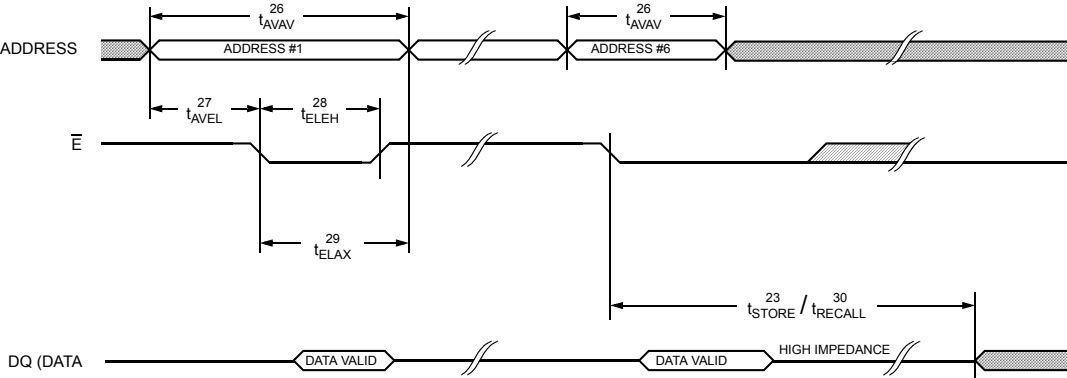 26
tAVAV
26
tAVAV
ADDRESS
ADDRESS #1
ADDRESS #6
27
tAVEL
28
tELEH
E
29
tELAX
23
tSTORE / 30
tRECALL
DQ (DATA
DATA VALID
DATA VALID
HIGH IMPEDANCE